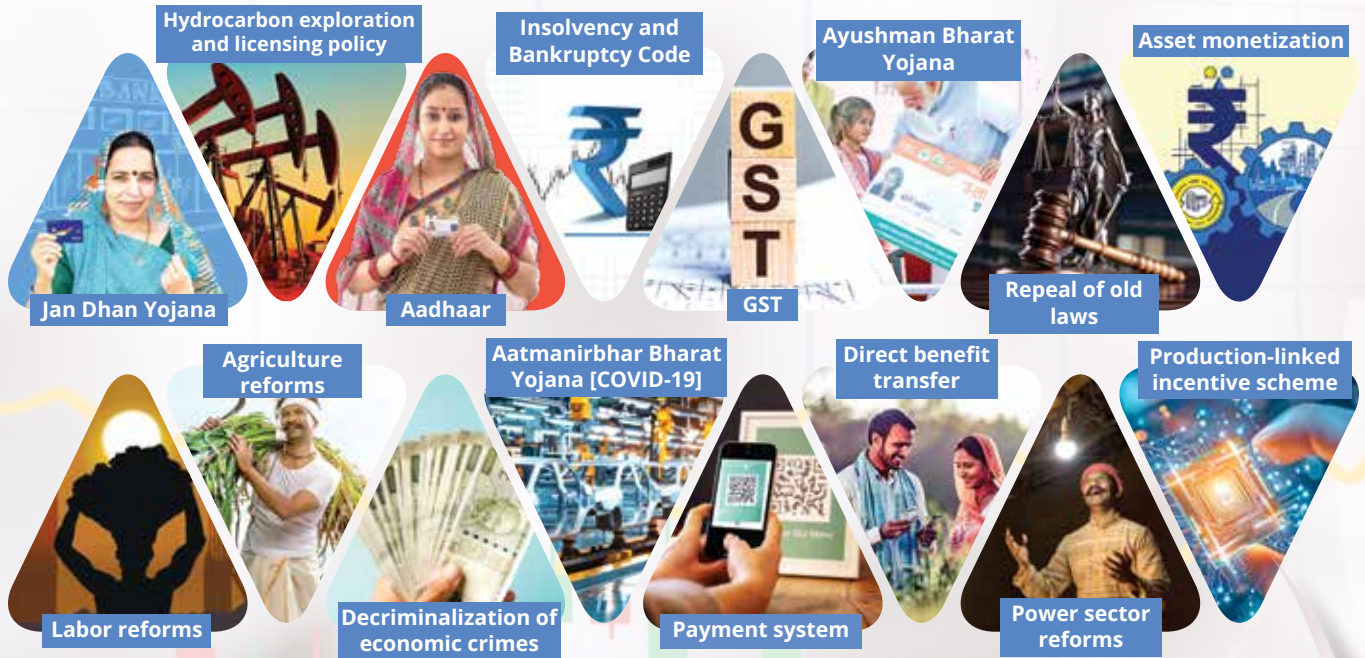 Hydrocarbon exploration
and licensing policy
Insolvency and
Bankruptcy Code
Ayushman Bharat
Yojana
Asset monetization
G
S
T
Jan Dhan Yojana
Aadhaar
GST
Repeal of old
laws
Agriculture
reforms
Aatmanirbhar Bharat
Yojana [COVID-19]
Direct benefit
transfer
Production-linked
incentive scheme
Labor reforms
Decriminalization of
economic crimes
Payment system
Power sector
reforms